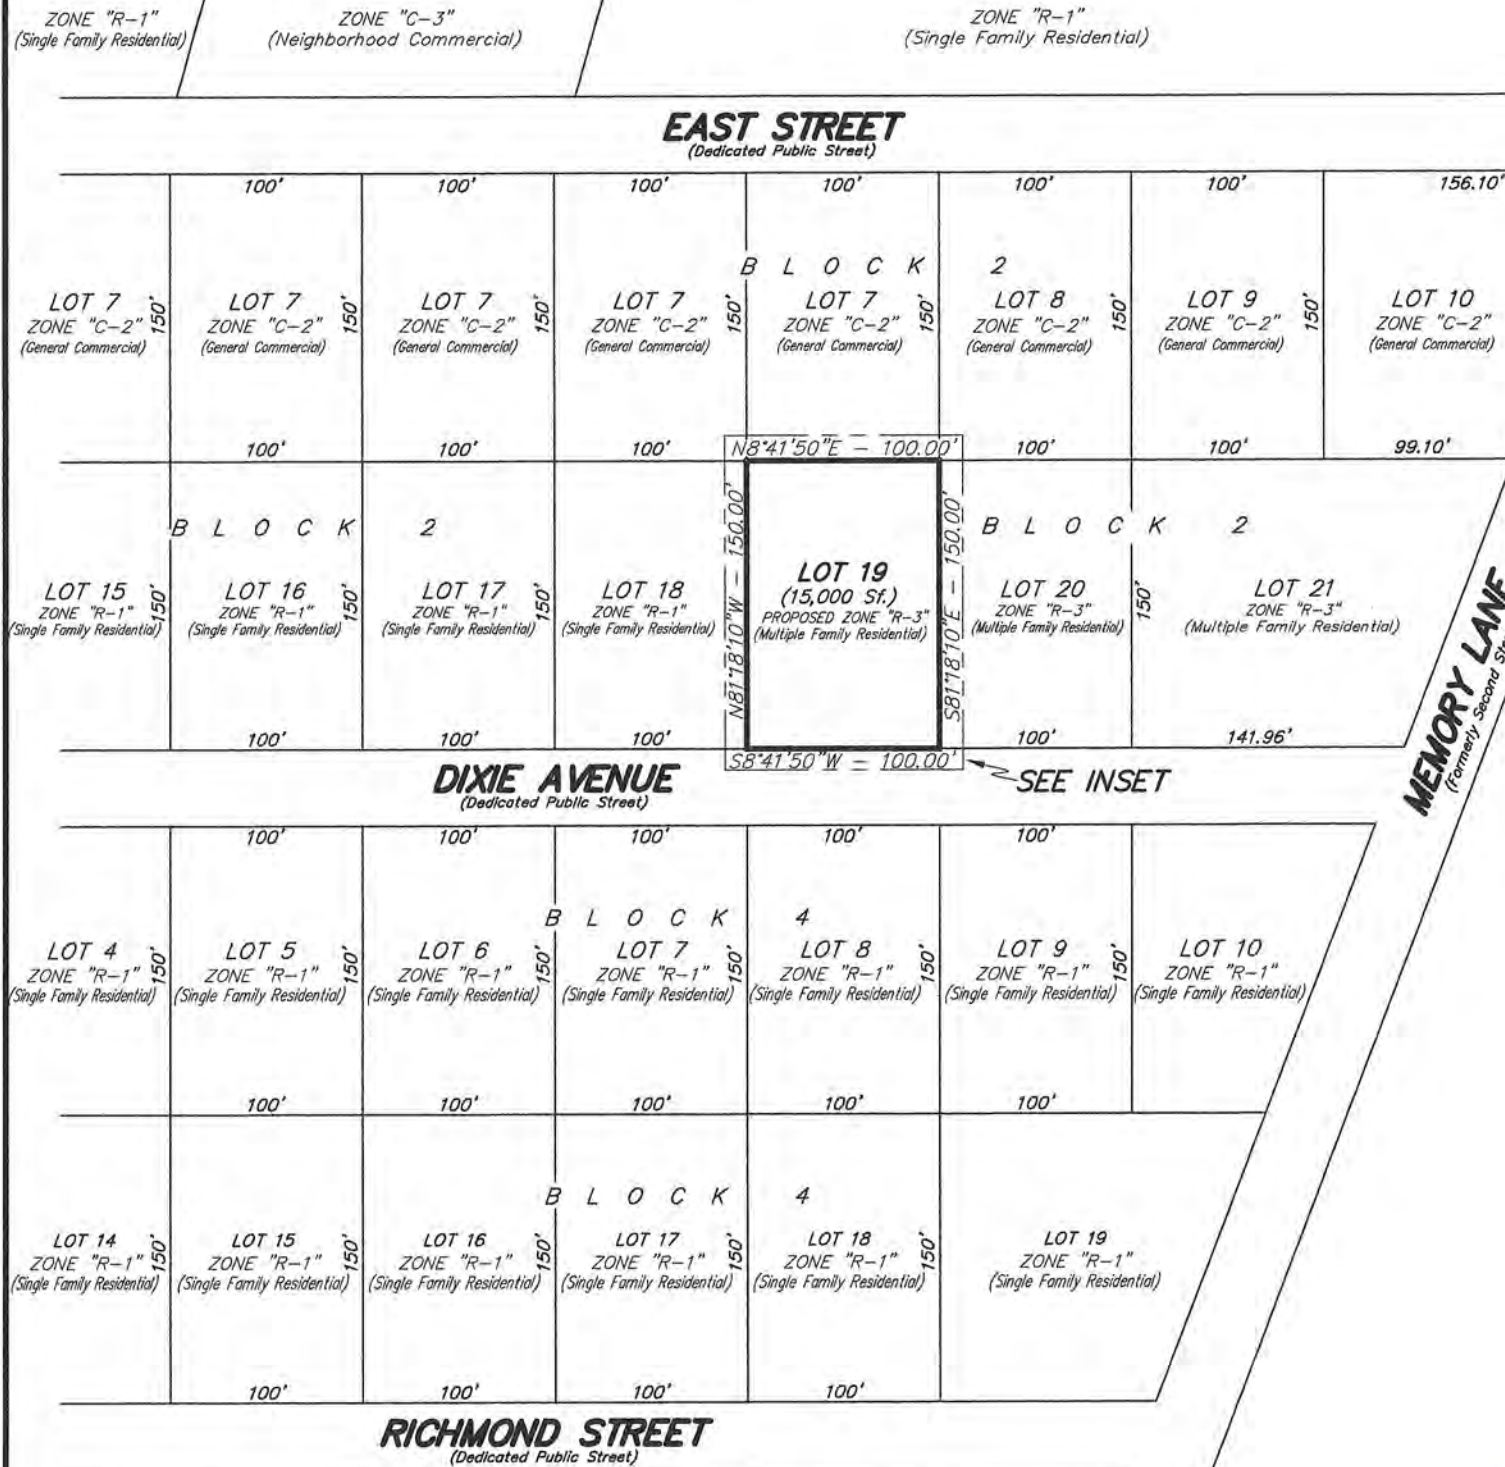 ZONE "R-1"
(Single Family Residential)
ZONE "C-3"
(Neighborhood Commercial)
ZONE "R-1"
(Single Family Residential)
EAST STREET
(Dedicated Public Street)
100' 100' 100' 100' 100' 100' 156.10'
B L O C K 2
LOT 7
ZONE "C-2"
(General Commercial)
150'
LOT 7
ZONE "C-2"
(General Commercial)
150'
LOT 7
ZONE "C-2"
(General Commercial)
150'
LOT 7
ZONE "C-2"
(General Commercial)
150'
LOT 7
ZONE "C-2"
(General Commercial)
150'
LOT 8
ZONE "C-2"
(General Commercial)
150'
LOT 9
ZONE "C-2"
(General Commercial)
150'
LOT 10
ZONE "C-2"
(General Commercial)
100' 100' 100' N8°41'50"E - 100.00' 100' 100' 99.10'
B L O C K 2
B L O C K 2
LOT 15
ZONE "R-1"
(Single Family Residential)
150'
LOT 16
ZONE "R-1"
(Single Family Residential)
150'
LOT 17
ZONE "R-1"
(Single Family Residential)
150'
LOT 18
ZONE "R-1"
(Single Family Residential)
N81°18'10"W - 150.00'
LOT 19
(15,000 Sf.)
PROPOSED ZONE "R-3"
(Multiple Family Residential)
S81°18'10"E - 150.00'
LOT 20
ZONE "R-3"
(Multiple Family Residential)
150'
LOT 21
ZONE "R-3"
(Multiple Family Residential)
100' 100' 100' S8°41'50"W - 100.00' 100' 141.96'
SEE INSET
MEMORY LANE
(Formerly Second
DIXIE AVENUE
(Dedicated Public Street)
100' 100' 100' 100' 100'
B L O C K 4
LOT 4
ZONE "R-1"
(Single Family Residential)
150'
LOT 5
ZONE "R-1"
(Single Family Residential)
150'
LOT 6
ZONE "R-1"
(Single Family Residential)
150'
LOT 7
ZONE "R-1"
(Single Family Residential)
150'
LOT 8
ZONE "R-1"
(Single Family Residential)
150'
LOT 9
ZONE "R-1"
(Single Family Residential)
150'
LOT 10
ZONE "R-1"
(Single Family Residential)
100' 100' 100' 100' 100'
B L O C K 4
LOT 14
ZONE "R-1"
(Single Family Residential)
150'
LOT 15
ZONE "R-1"
(Single Family Residential)
150'
LOT 16
ZONE "R-1"
(Single Family Residential)
150'
LOT 17
ZONE "R-1"
(Single Family Residential)
150'
LOT 18
ZONE "R-1"
(Single Family Residential)
150'
LOT 19
ZONE "R-1"
(Single Family Residential)
100' 100' 100' 100'
RICHMOND STREET
(Dedicated Public Street)